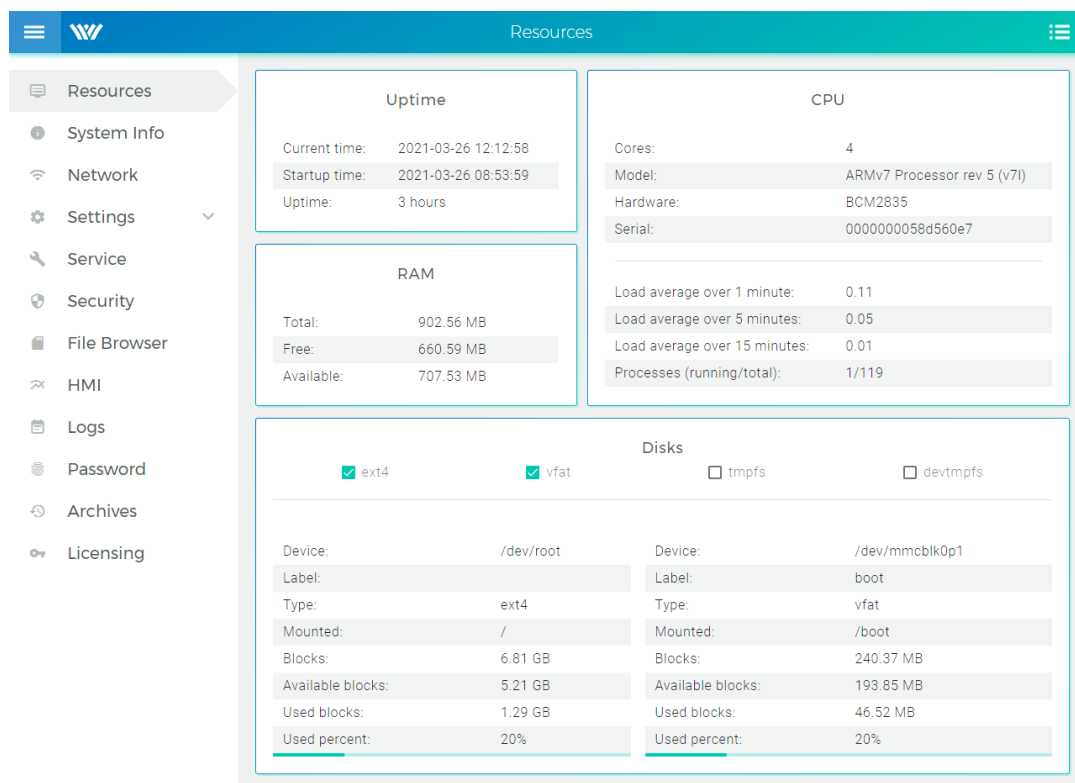 Resources
Resources
System Info
Network
Settings
Service
Security
File Browser
HMI
Logs
Password
Archives
Licensing
Uptime
Current time: 2021-03-26 12:12:58
Startup time: 2021-03-26 08:53:59
Uptime: 3 hours
RAM
Total: 902.56 MB
Free: 660.59 MB
Available: 707.53 MB
CPU
Cores: 4
Model: ARMv7 Processor rev 5 (v7l)
Hardware: BCM2835
Serial: 0000000058d560e7
Load average over 1 minute: 0.11
Load average over 5 minutes: 0.05
Load average over 15 minutes: 0.01
Processes (running/total): 1/119
Disks
ext4 vfat tmpfs devtmpfs
Device: /dev/root
Label:
Type: ext4
Mounted: /
Blocks: 6.81 GB
Available blocks: 5.21 GB
Used blocks: 1.29 GB
Used percent: 20%
Device: /dev/mmcblk0p1
Label: boot
Type: vfat
Mounted: /boot
Blocks: 240.37 MB
Available blocks: 193.85 MB
Used blocks: 46.52 MB
Used percent: 20%